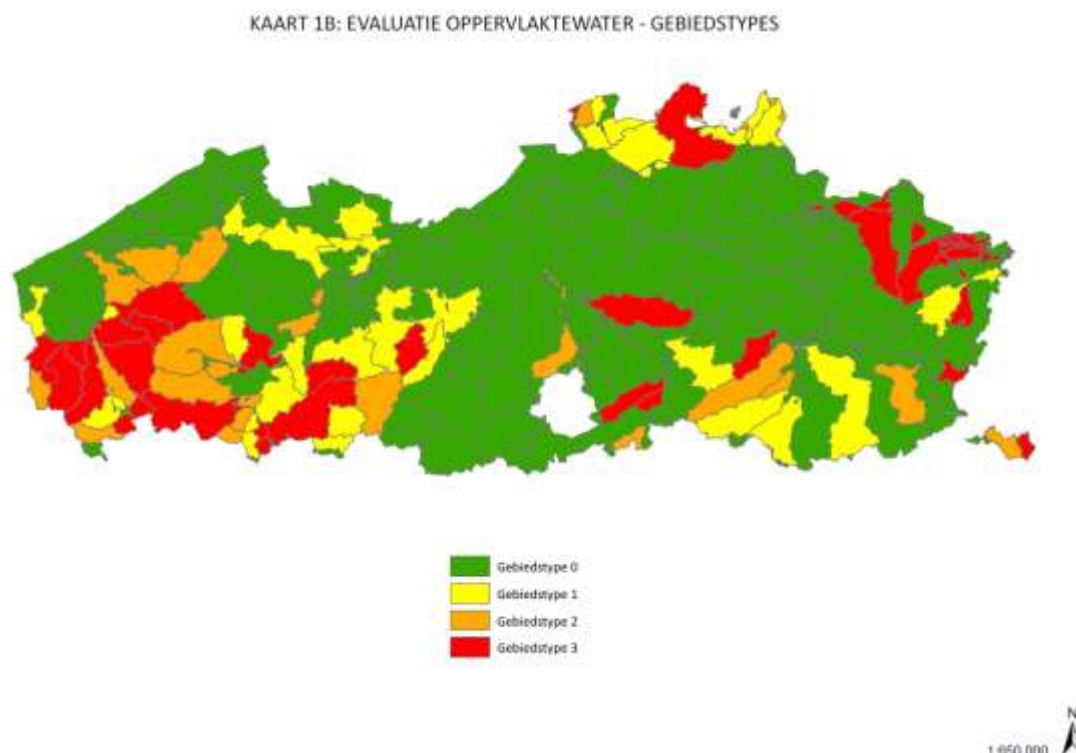 KAART 1B: EVALUATIE OPPERVLAKTEWATER - GEBIEDSTYPES
Gebiedstype 0
Gebiedstype 1
Gebiedstype 2
Gebiedstype 3
N
1:650.000